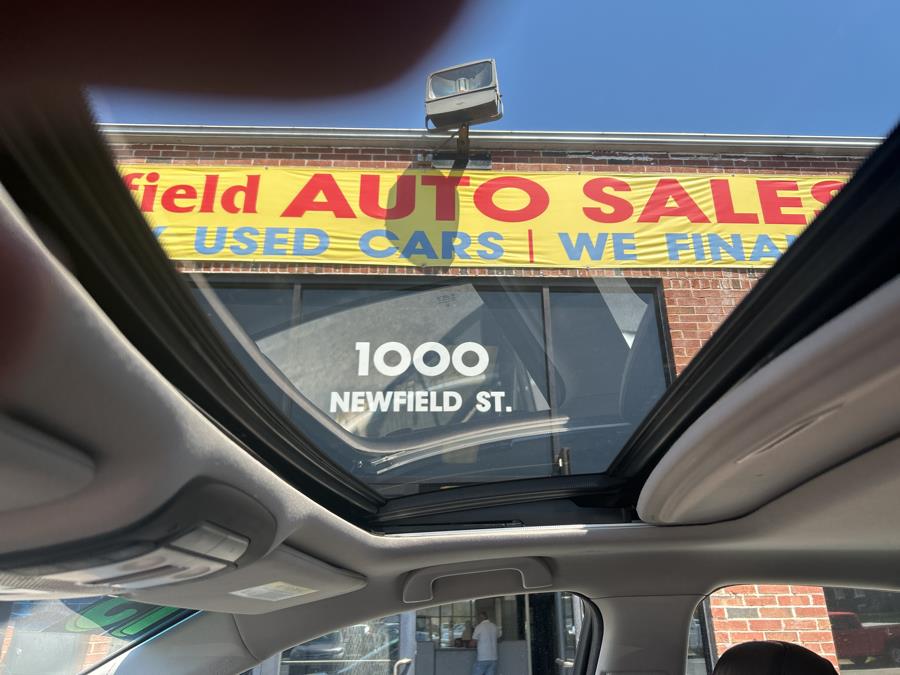 field AUTO SALES
USED CARS | WE FINA
1000
NEWFIELD ST.